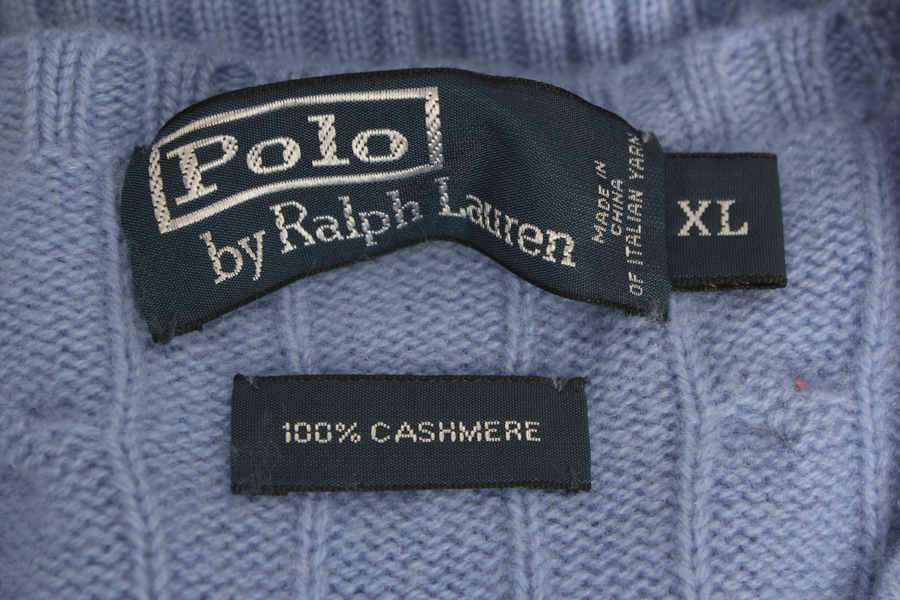 Polo
by Ralph Lauren
MADE IN
CHINA
OF ITALIAN YARN
XL
100% CASHMERE